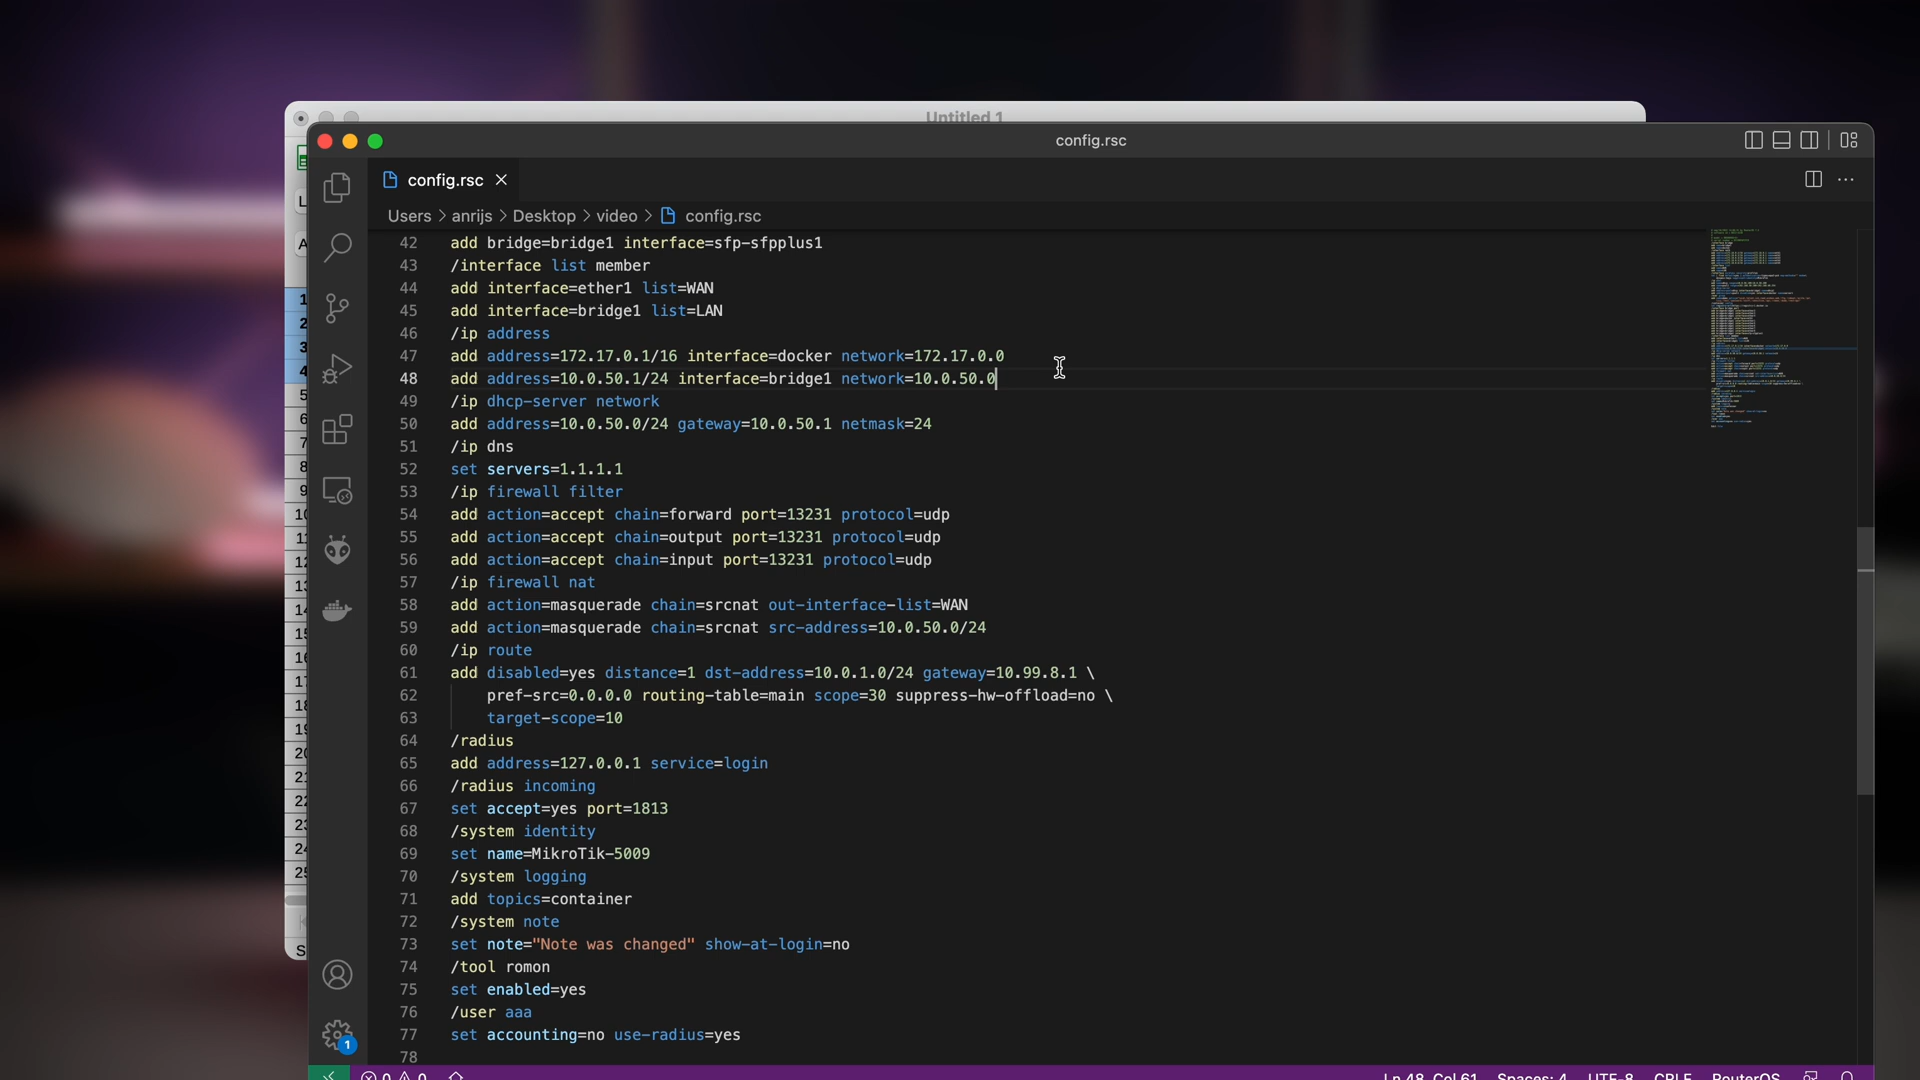 Untitled 1
config.rsc
config.rsc
Users > anrijs > Desktop > video > config.rsc
42 add bridge=bridge1 interface=sfp-sfpplus1
43 /interface list member
44 add interface=ether1 list=WAN
45 add interface=bridge1 list=LAN
46 /ip address
47 add address=172.17.0.1/16 interface=docker network=172.17.0.0
48 add address=10.0.50.1/24 interface=bridge1 network=10.0.50.0
49 /ip dhcp-server network
50 add address=10.0.50.0/24 gateway=10.0.50.1 netmask=24
51 /ip dns
52 set servers=1.1.1.1
53 /ip firewall filter
54 add action=accept chain=forward port=13231 protocol=udp
55 add action=accept chain=output port=13231 protocol=udp
56 add action=accept chain=input port=13231 protocol=udp
57 /ip firewall nat
58 add action=masquerade chain=srcnat out-interface-list=WAN
59 add action=masquerade chain=srcnat src-address=10.0.50.0/24
60 /ip route
61 add disabled=yes distance=1 dst-address=10.0.1.0/24 gateway=10.99.8.1 \
62 pref-src=0.0.0.0 routing-table=main scope=30 suppress-hw-offload=no \
63 target-scope=10
64 /radius
65 add address=127.0.0.1 service=login
66 /radius incoming
67 set accept=yes port=1813
68 /system identity
69 set name=MikroTik-5009
70 /system logging
71 add topics=container
72 /system note
73 set note="Note was changed" show-at-login=no
74 /tool romon
75 set enabled=yes
76 /user aaa
77 set accounting=no use-radius=yes
78
1
0 0 Ln 48, Col 61 Spaces: 4 UTF-8 CRLF RouterOS